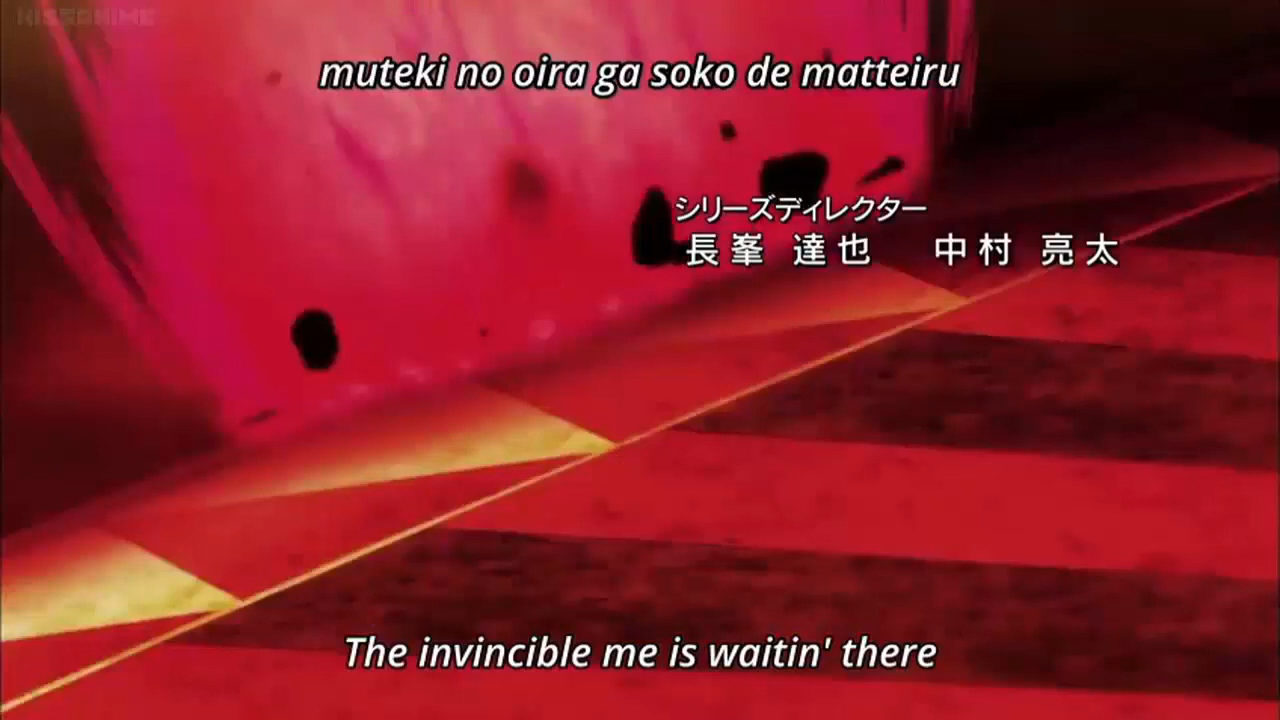 KISSANIME
muteki no oira ga soko de matteiru
シリーズディレクター
長峯 達也 中村 亮太
The invincible me is waitin' there